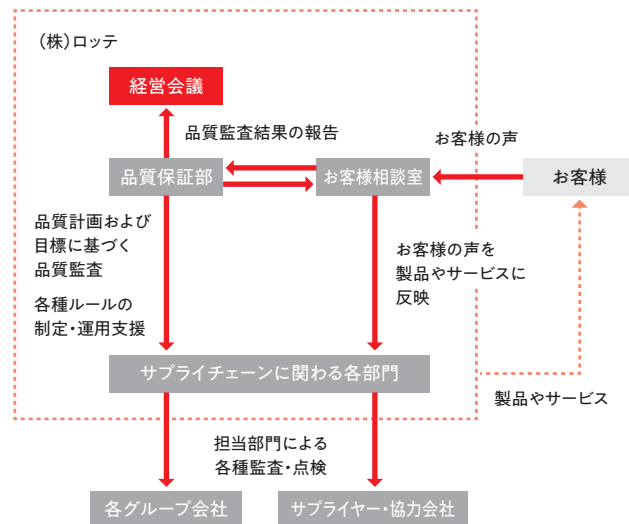 (株)ロッテ
経営会議
品質監査結果の報告
お客様の声
品質保証部
お客様相談室
お客様
品質計画および
目標に基づく
品質監査
各種ルールの
制定・運用支援
お客様の声を
製品やサービスに
反映
サプライチェーンに関わる各部門
製品やサービス
担当部門による
各種監査・点検
各グループ会社
サプライヤー・協力会社